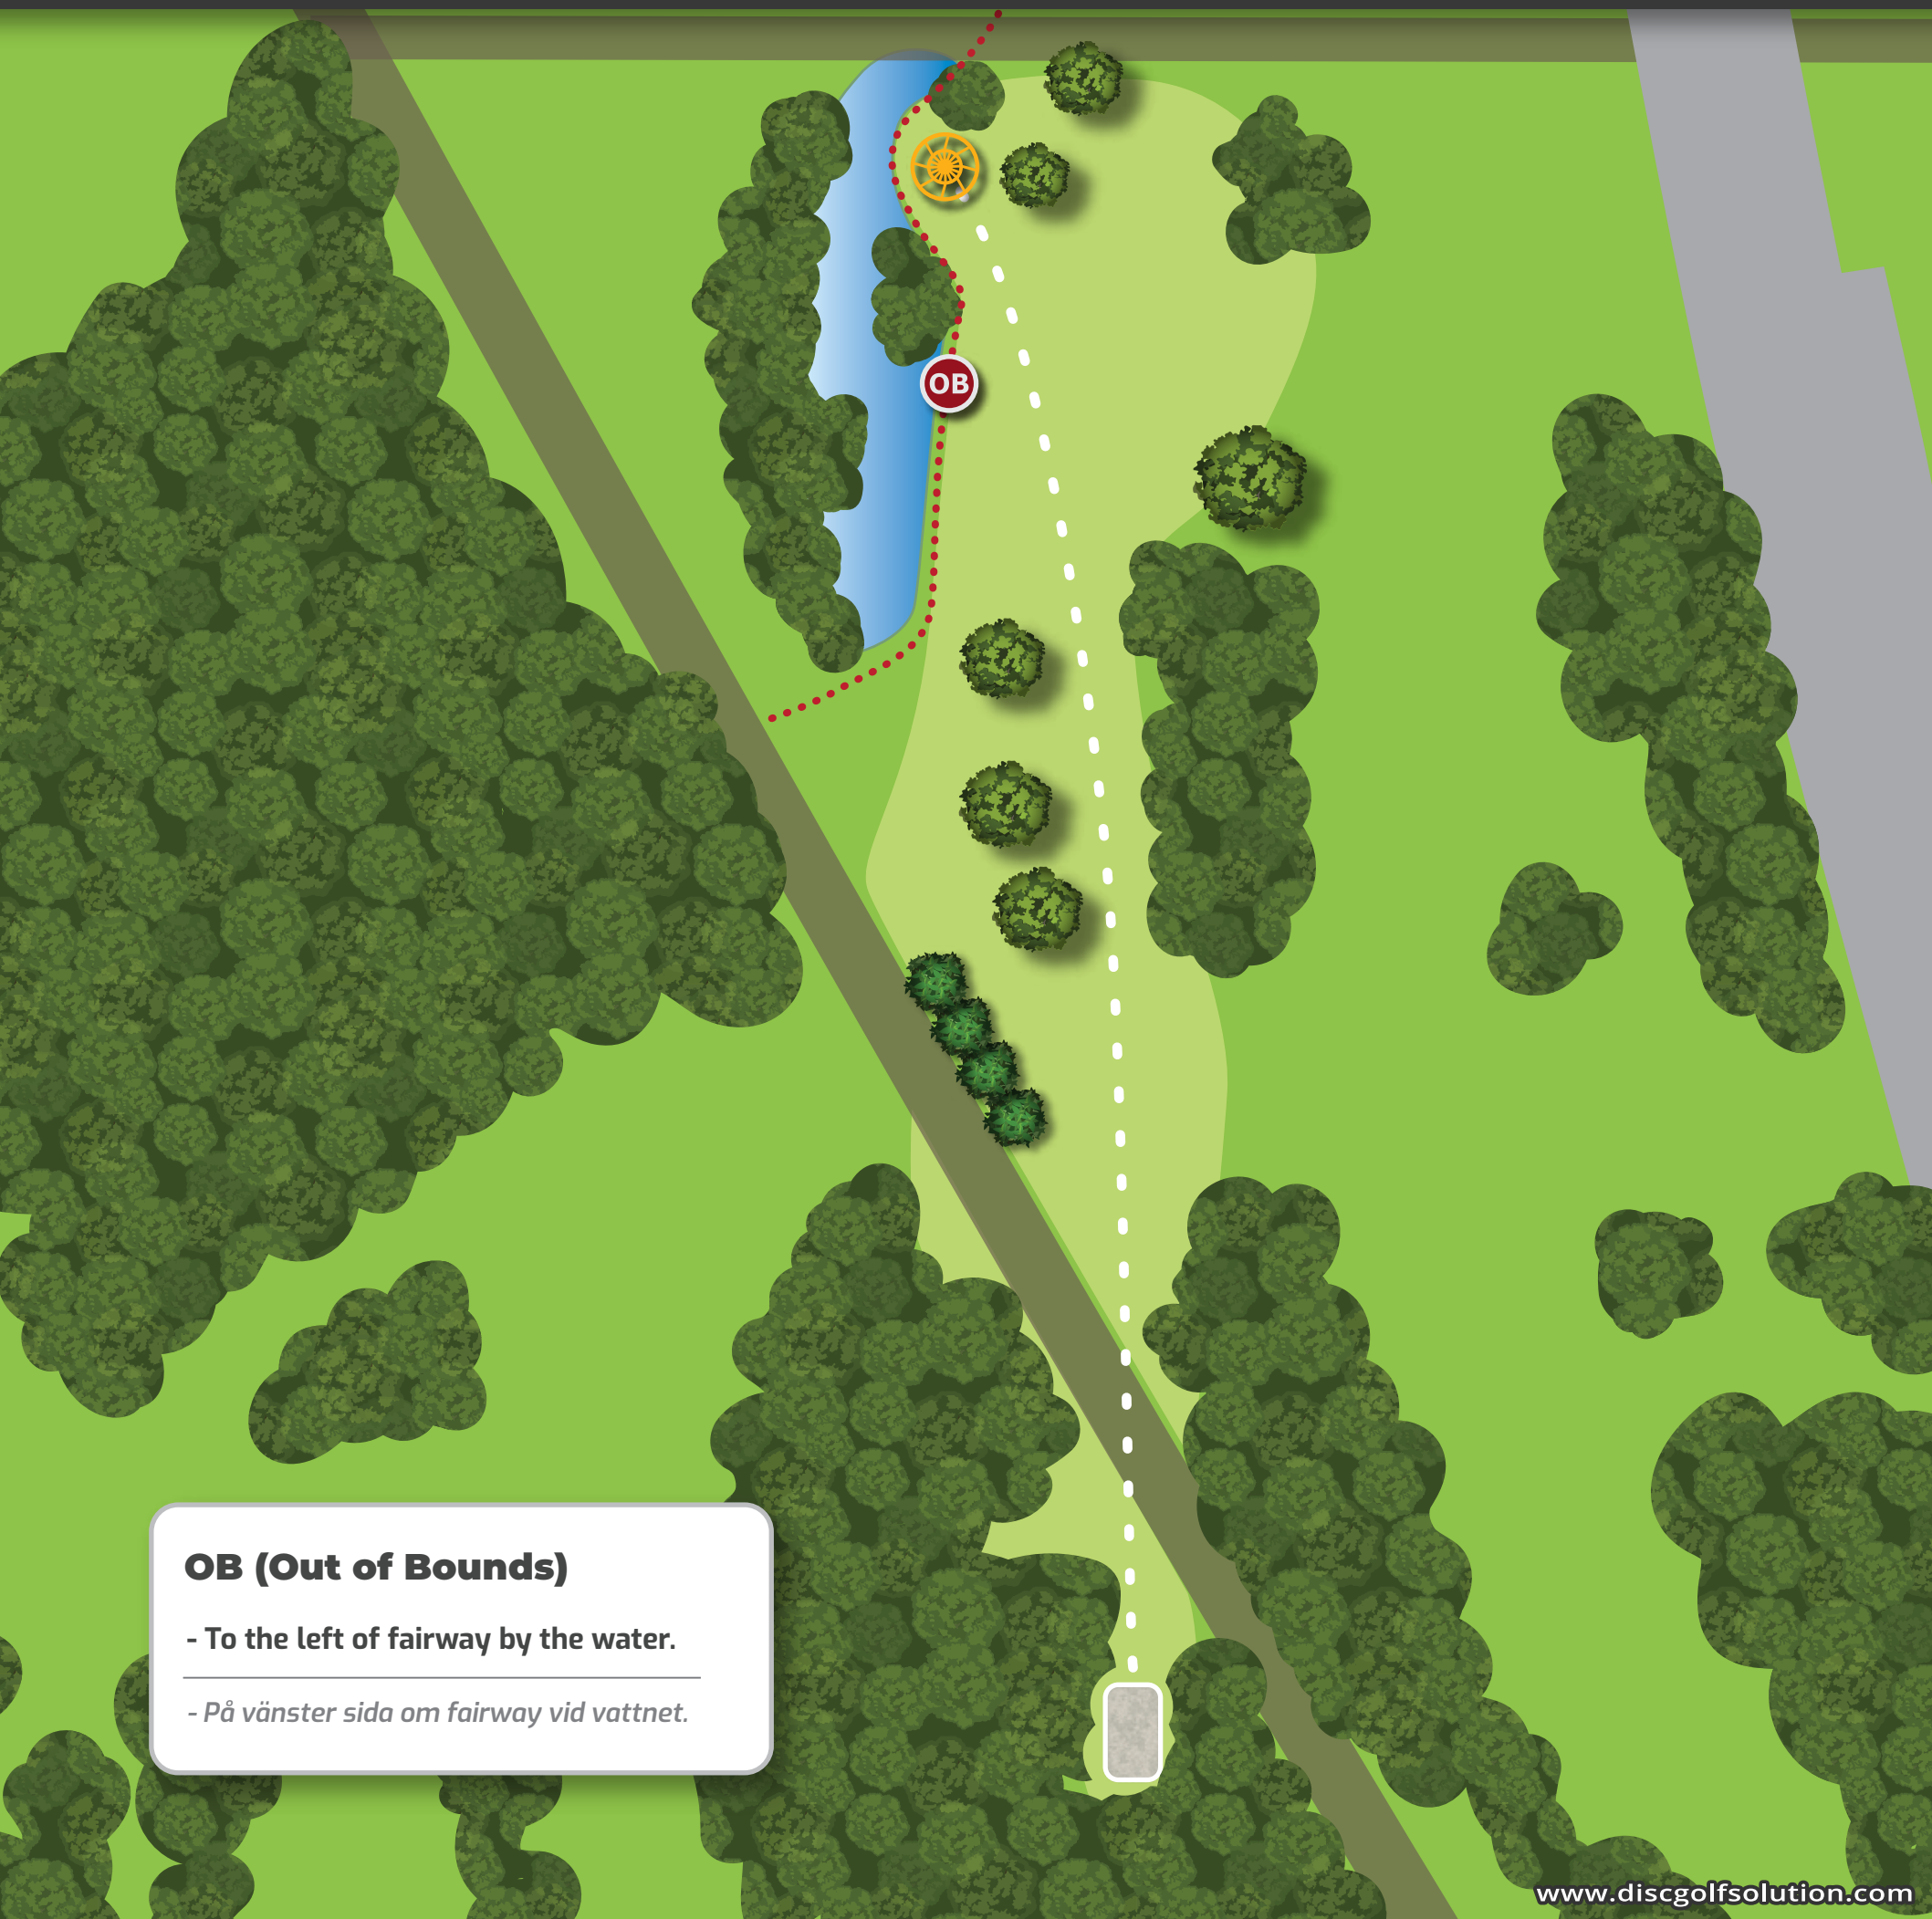 OB
OB (Out of Bounds)
- To the left of fairway by the water.
- På vänster sida om fairway vid vattnet.
www.discgolfsolution.com